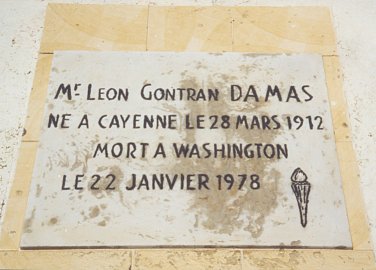 Mr LEON GONTRAN DAMAS
NE A CAYENNE LE 28 MARS 1912
MORT A WASHINGTON
LE 22 JANVIER 1978